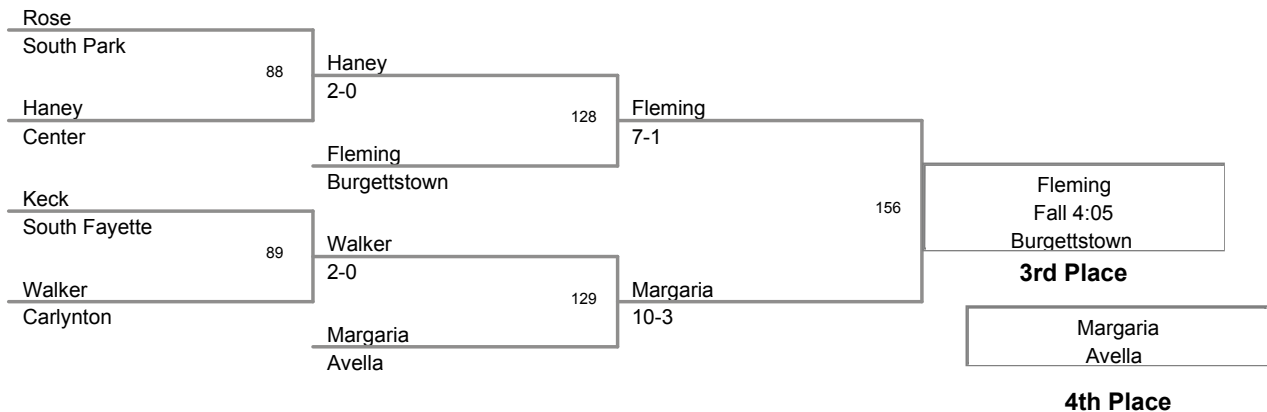 Rose
South Park
88
Haney
2-0
Haney
Center
128
Fleming
7-1
Fleming
Burgettstown
Keck
South Fayette
89
Walker
2-0
Walker
Carlynton
129
Margaria
10-3
Margaria
Avella
156
Fleming
Fall 4:05
Burgettstown
3rd Place
Margaria
Avella
4th Place